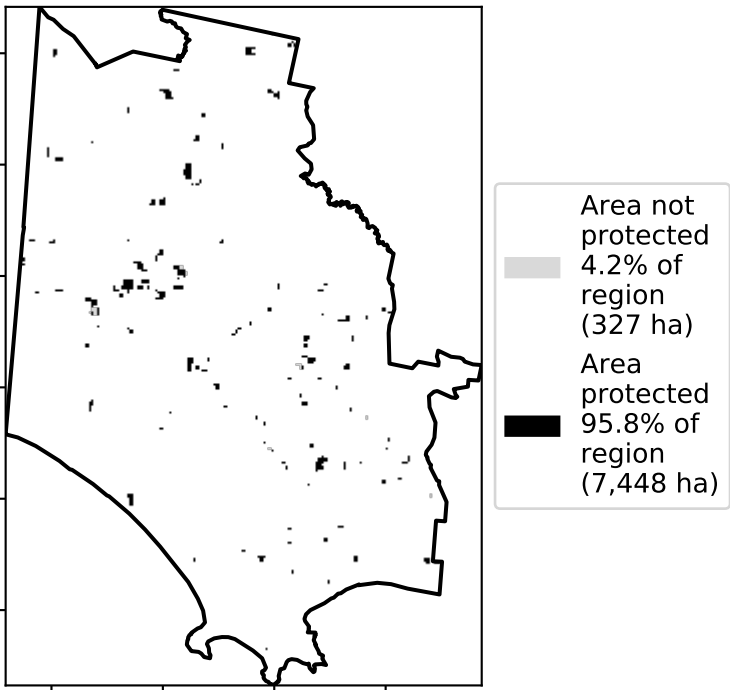 Area not
protected
4.2% of
region
(327 ha)
Area
protected
95.8% of
region
(7,448 ha)